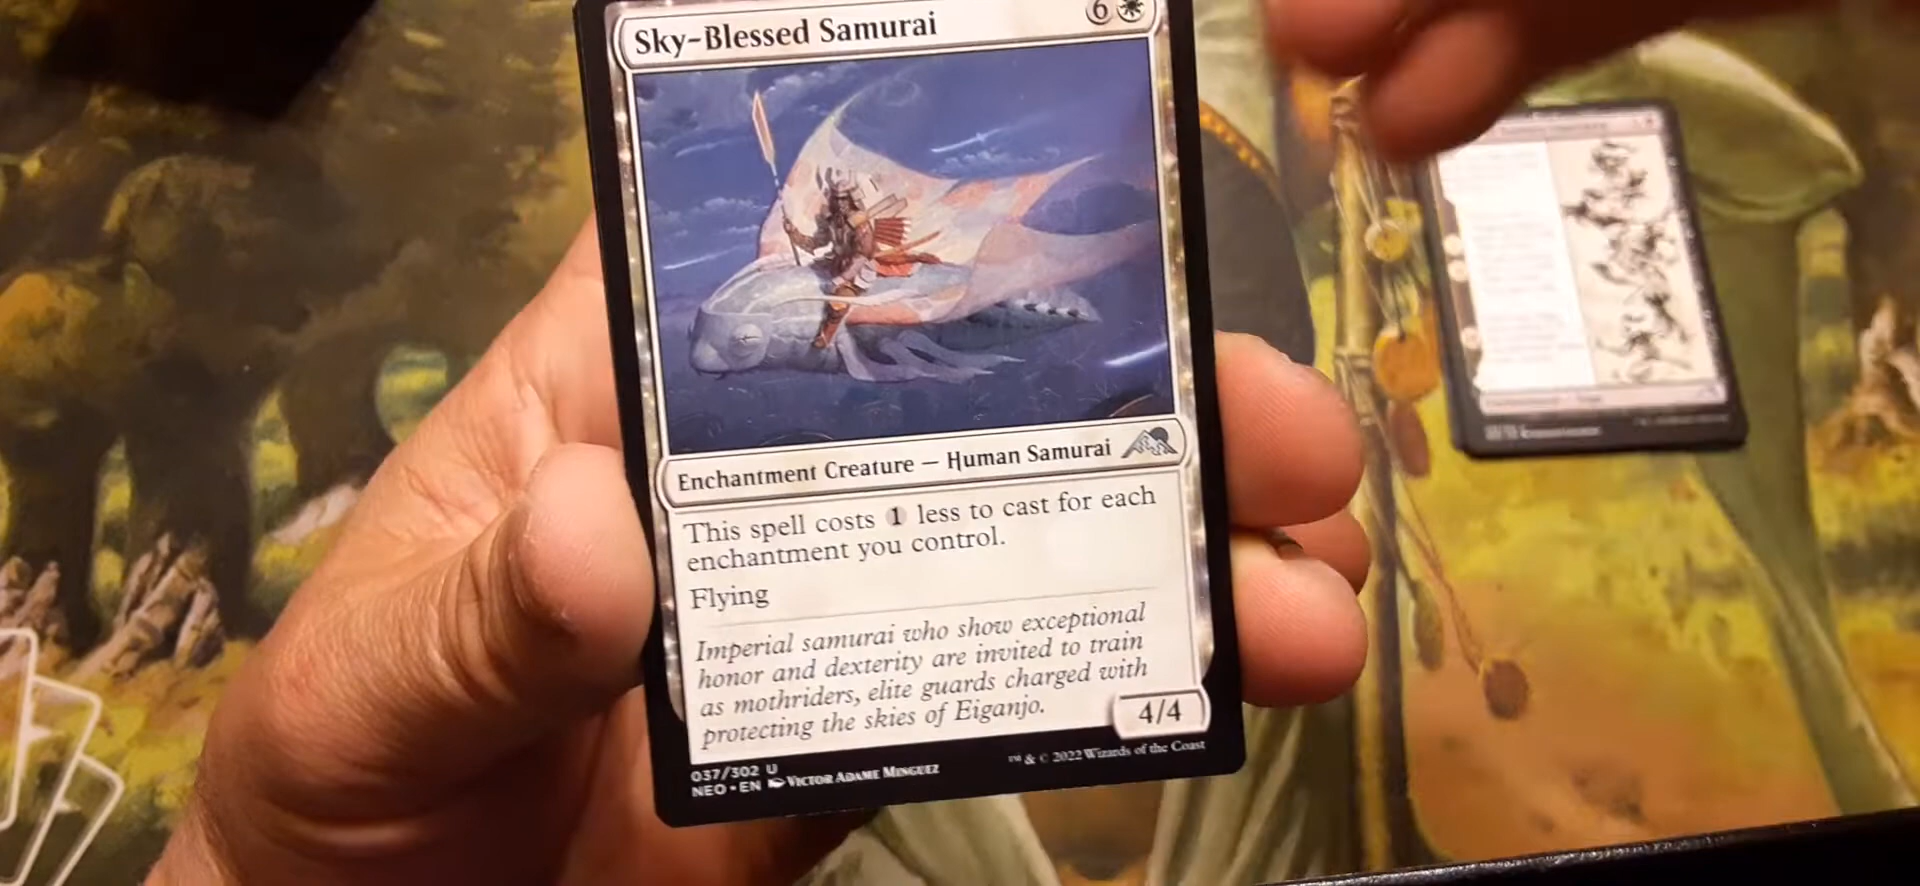 Sky-Blessed Samurai 6
Enchantment Creature — Human Samurai
This spell costs 1 less to cast for each
enchantment you control.
Flying
Imperial samurai who show exceptional
honor and dexterity are invited to train
as mothriders, elite guards charged with
protecting the skies of Eiganjo.
4/4
037/302 U
NEO • EN Victor Adame Minguez
™ & © 2022 Wizards of the Coast